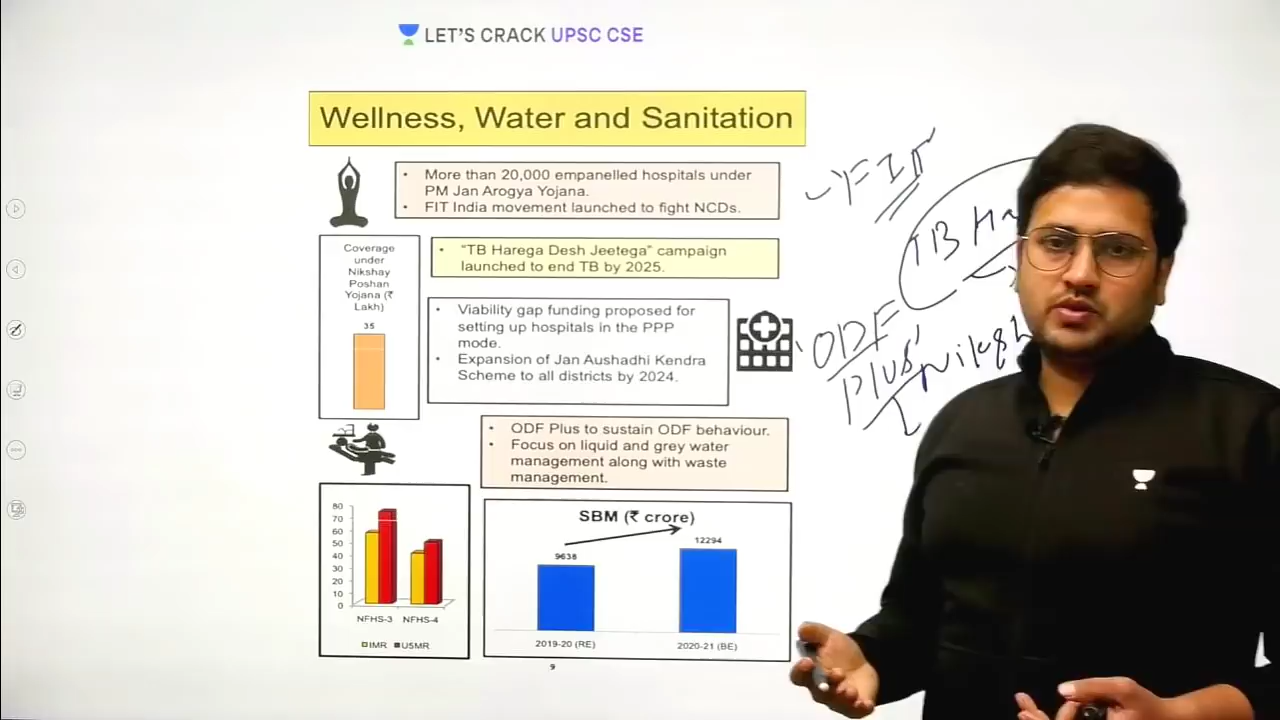 LET'S CRACK UPSC CSE
Wellness, Water and Sanitation
• More than 20,000 empanelled hospitals under
PM Jan Arogya Yojana.
• FIT India movement launched to fight NCDs.
Coverage
under
Nikshay
Poshan
Yojana (₹
Lakh)
35
• "TB Harega Desh Jeetega" campaign
launched to end TB by 2025.
• Viability gap funding proposed for
setting up hospitals in the PPP
mode.
• Expansion of Jan Aushadhi Kendra
Scheme to all districts by 2024.
• ODF Plus to sustain ODF behaviour.
• Focus on liquid and grey water
management along with waste
management.
80
70
60
50
40
30
20
10
0
NFHS-3 NFHS-4
IMR U5MR
SBM (₹ crore)
9638
12294
2019-20 (RE)
2020-21 (BE)
9
TB Ha
ODF
Plus